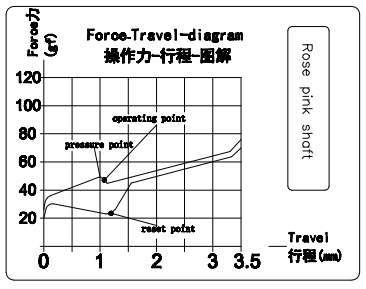 Force力
(gf)
Force-Travel-diagram
操作力-行程-图解
120
100
80
60
40
20
operating point
pressure point
reset point
0 1 2 3 3.5
Travel
行程(mm)
Rose pink shaft